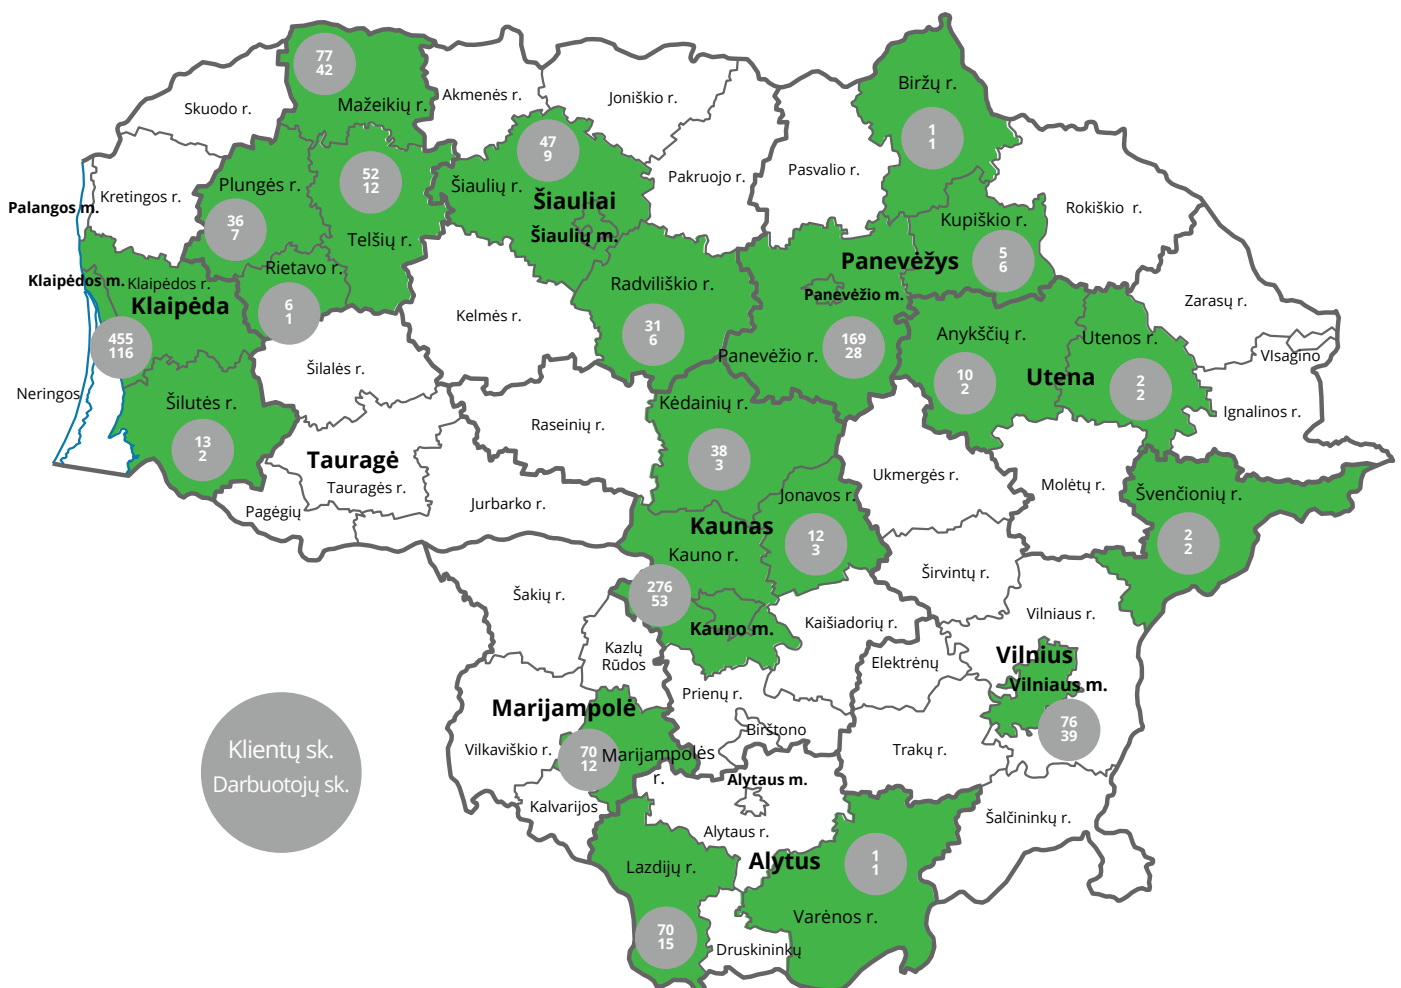 77
42
Mažeikių r.
Akmenės r.
Joniškio r.
Biržų r.
Skuodo r.
1
1
47
9
52
12
Plungės r.
Šiaulių r.
Pakruojo r.
Pasvalio r.
Kretingos r.
Palangos m.
Šiauliai
Rokiškio r.
Kupiškio r.
36
7
Telšių r.
Šiaulių m.
5
6
Rietavo r.
Panevėžys
Klaipėdos m.
Klaipėdos r.
Radviliškio r.
Panevėžio m.
Klaipėda
6
1
Kelmės r.
Zarasų r.
455
116
31
6
169
28
Anykščių r.
Utenos r.
Panevėžio r.
VIsagino
Šilalės r.
10
2
Utena
2
2
Neringos
Šilutės r.
Kėdainių r.
Ignalinos r.
Raseinių r.
13
2
Tauragė
38
3
Tauragės r.
Ukmergės r.
Molėtų r.
Švenčionių r.
Pagėgių
Jurbarko r.
Jonavos r.
Kaunas
12
3
2
2
Kauno r.
Širvintų r.
276
53
Šakių r.
Kauno m.
Kaišiadorių r.
Vilniaus r.
Kazlų
Rūdos
Elektrėnų
Vilnius
Vilniaus m.
Prienų r.
Marijampolė
Birštono
76
39
Vilkaviškio r.
70
12
Marijampolės
r.
Trakų r.
Klientų sk.
Darbuotojų sk.
Alytaus m.
Kalvarijos
Alytaus r.
Šalčininkų r.
Alytus
1
1
Lazdijų r.
Varėnos r.
70
15
Druskininkų